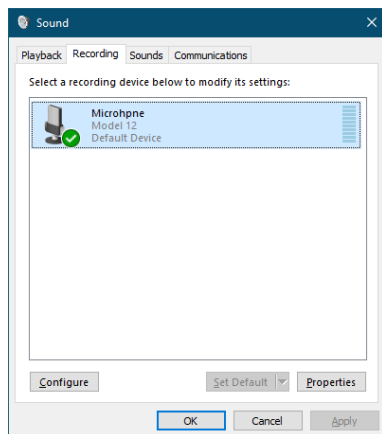 Sound
Playback Recording Sounds Communications
Select a recording device below to modify its settings:
Microhpne
Model 12
Default Device
Configure Set Default Properties
OK Cancel Apply